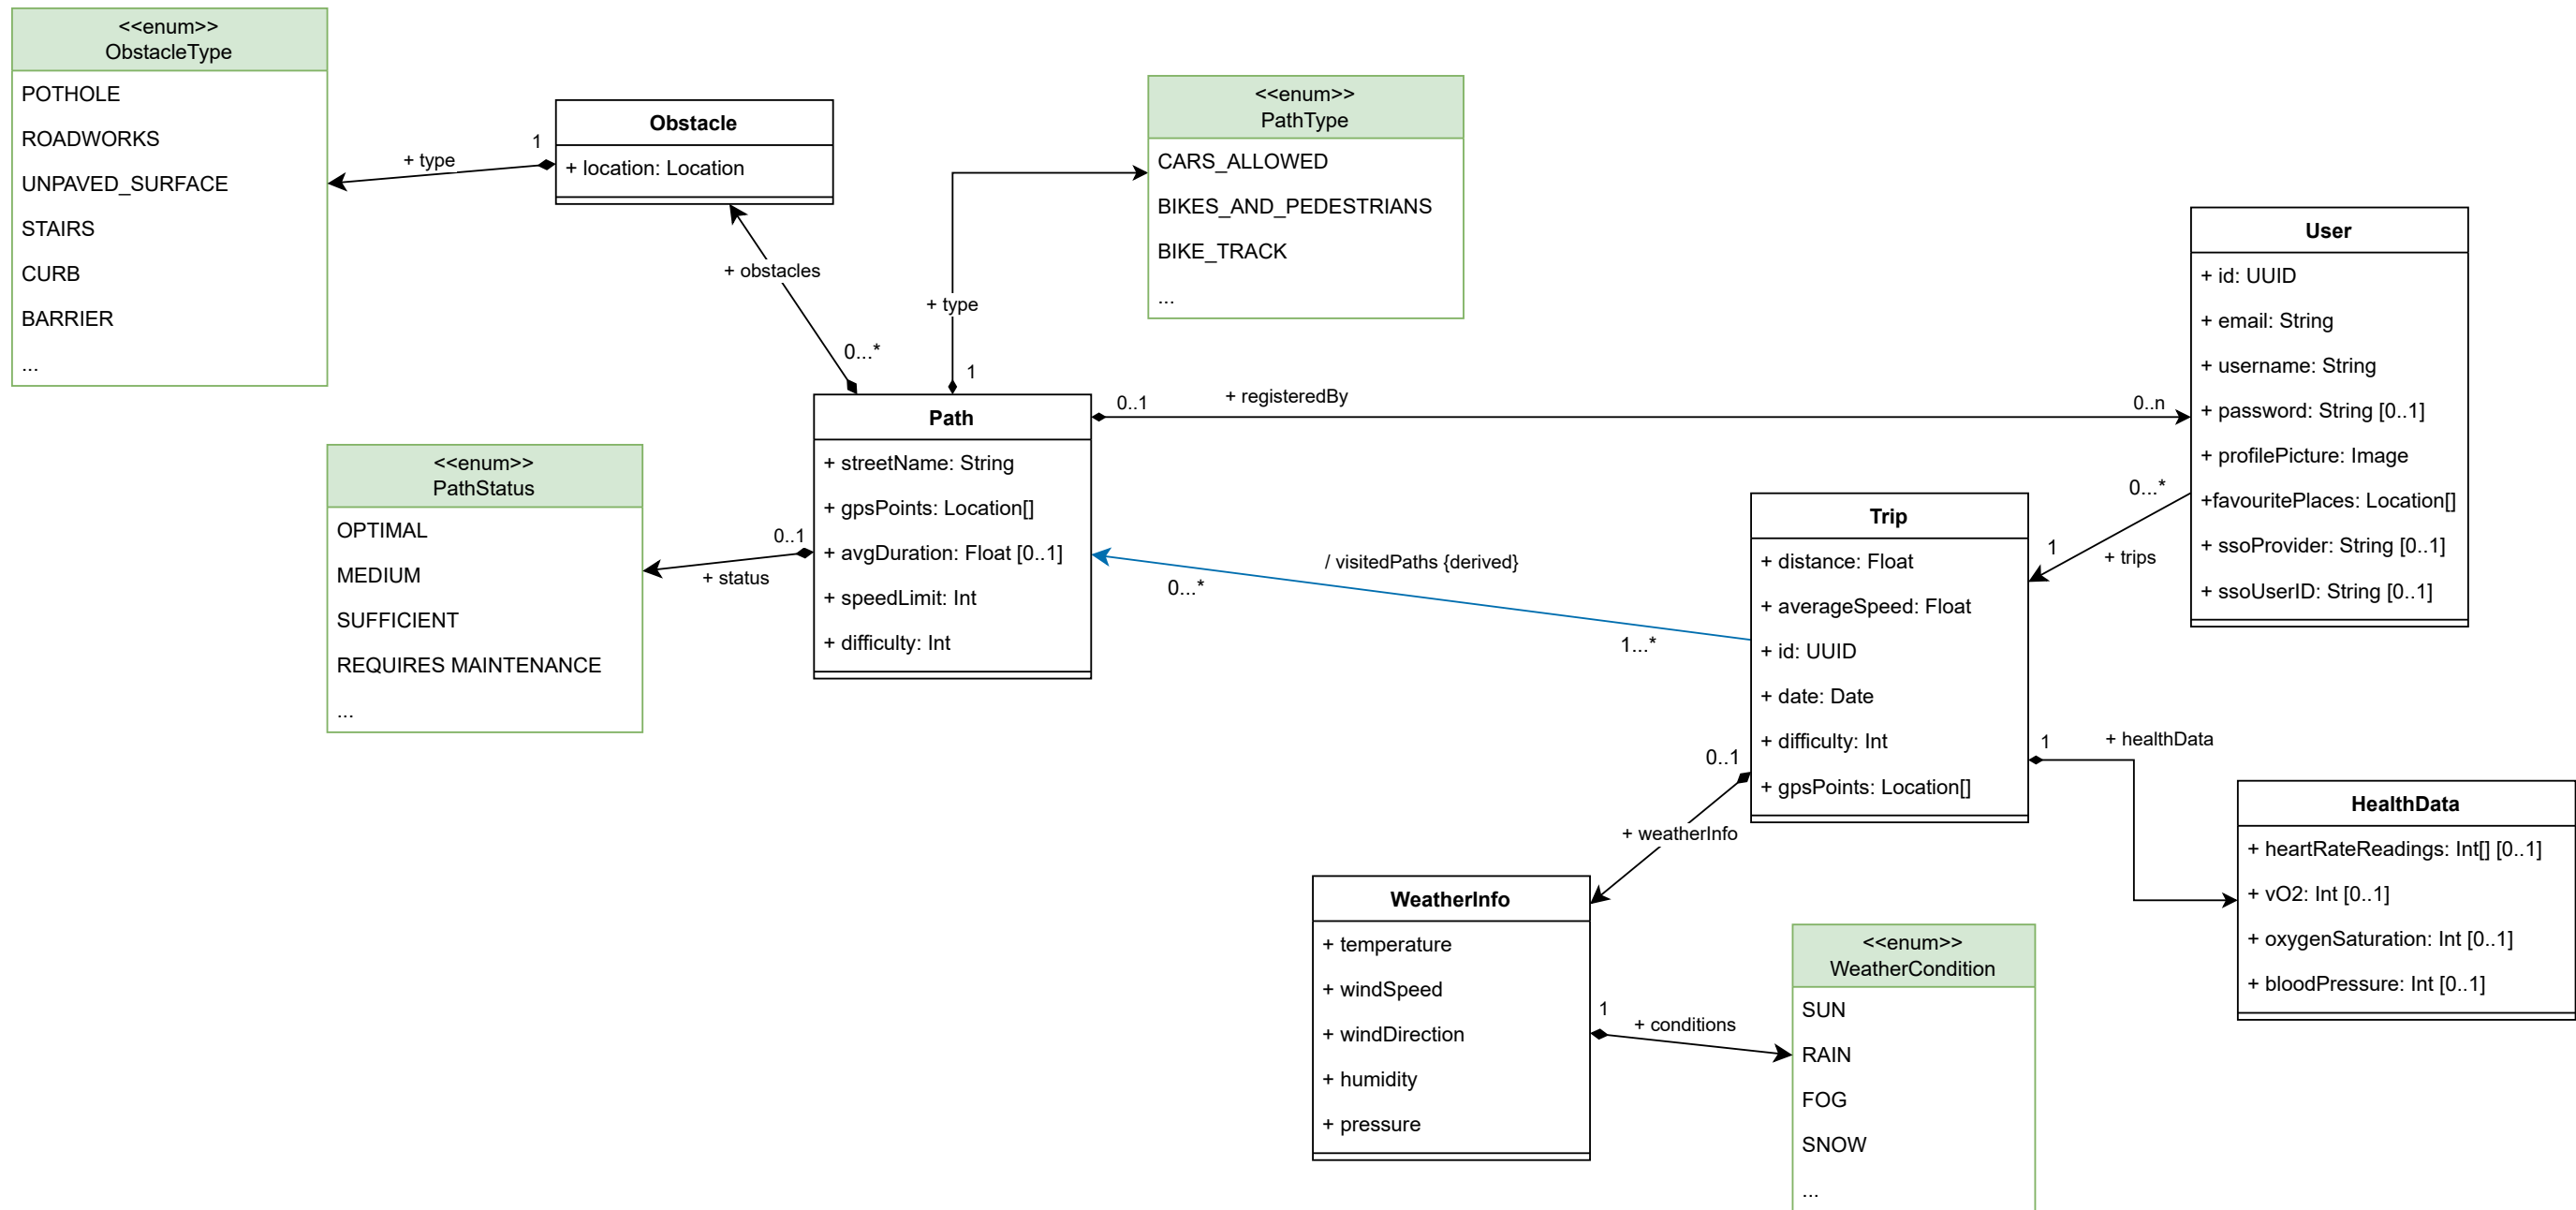 <<enum>>
ObstacleType
POTHOLE
ROADWORKS
UNPAVED_SURFACE
STAIRS
CURB
BARRIER
...
1
+ type
Obstacle
+ location: Location
+ obstacles
0...*
<<enum>>
PathType
CARS_ALLOWED
BIKES_AND_PEDESTRIANS
BIKE_TRACK
...
+ type
1
<<enum>>
PathStatus
OPTIMAL
MEDIUM
SUFFICIENT
REQUIRES MAINTENANCE
...
0..1
+ status
Path
+ streetName: String
+ gpsPoints: Location[]
+ avgDuration: Float [0..1]
+ speedLimit: Int
+ difficulty: Int
0..1
+ registeredBy
0..n
User
+ id: UUID
+ email: String
+ username: String
+ password: String [0..1]
+ profilePicture: Image
+favouritePlaces: Location[]
+ ssoProvider: String [0..1]
+ ssoUserID: String [0..1]
0...*
1
+ trips
/ visitedPaths {derived}
0...*
1...*
Trip
+ distance: Float
+ averageSpeed: Float
+ id: UUID
+ date: Date
+ difficulty: Int
+ gpsPoints: Location[]
0..1
+ weatherInfo
1
+ healthData
HealthData
+ heartRateReadings: Int[] [0..1]
+ vO2: Int [0..1]
+ oxygenSaturation: Int [0..1]
+ bloodPressure: Int [0..1]
WeatherInfo
+ temperature
+ windSpeed
+ windDirection
+ humidity
+ pressure
1
+ conditions
<<enum>>
WeatherCondition
SUN
RAIN
FOG
SNOW
...